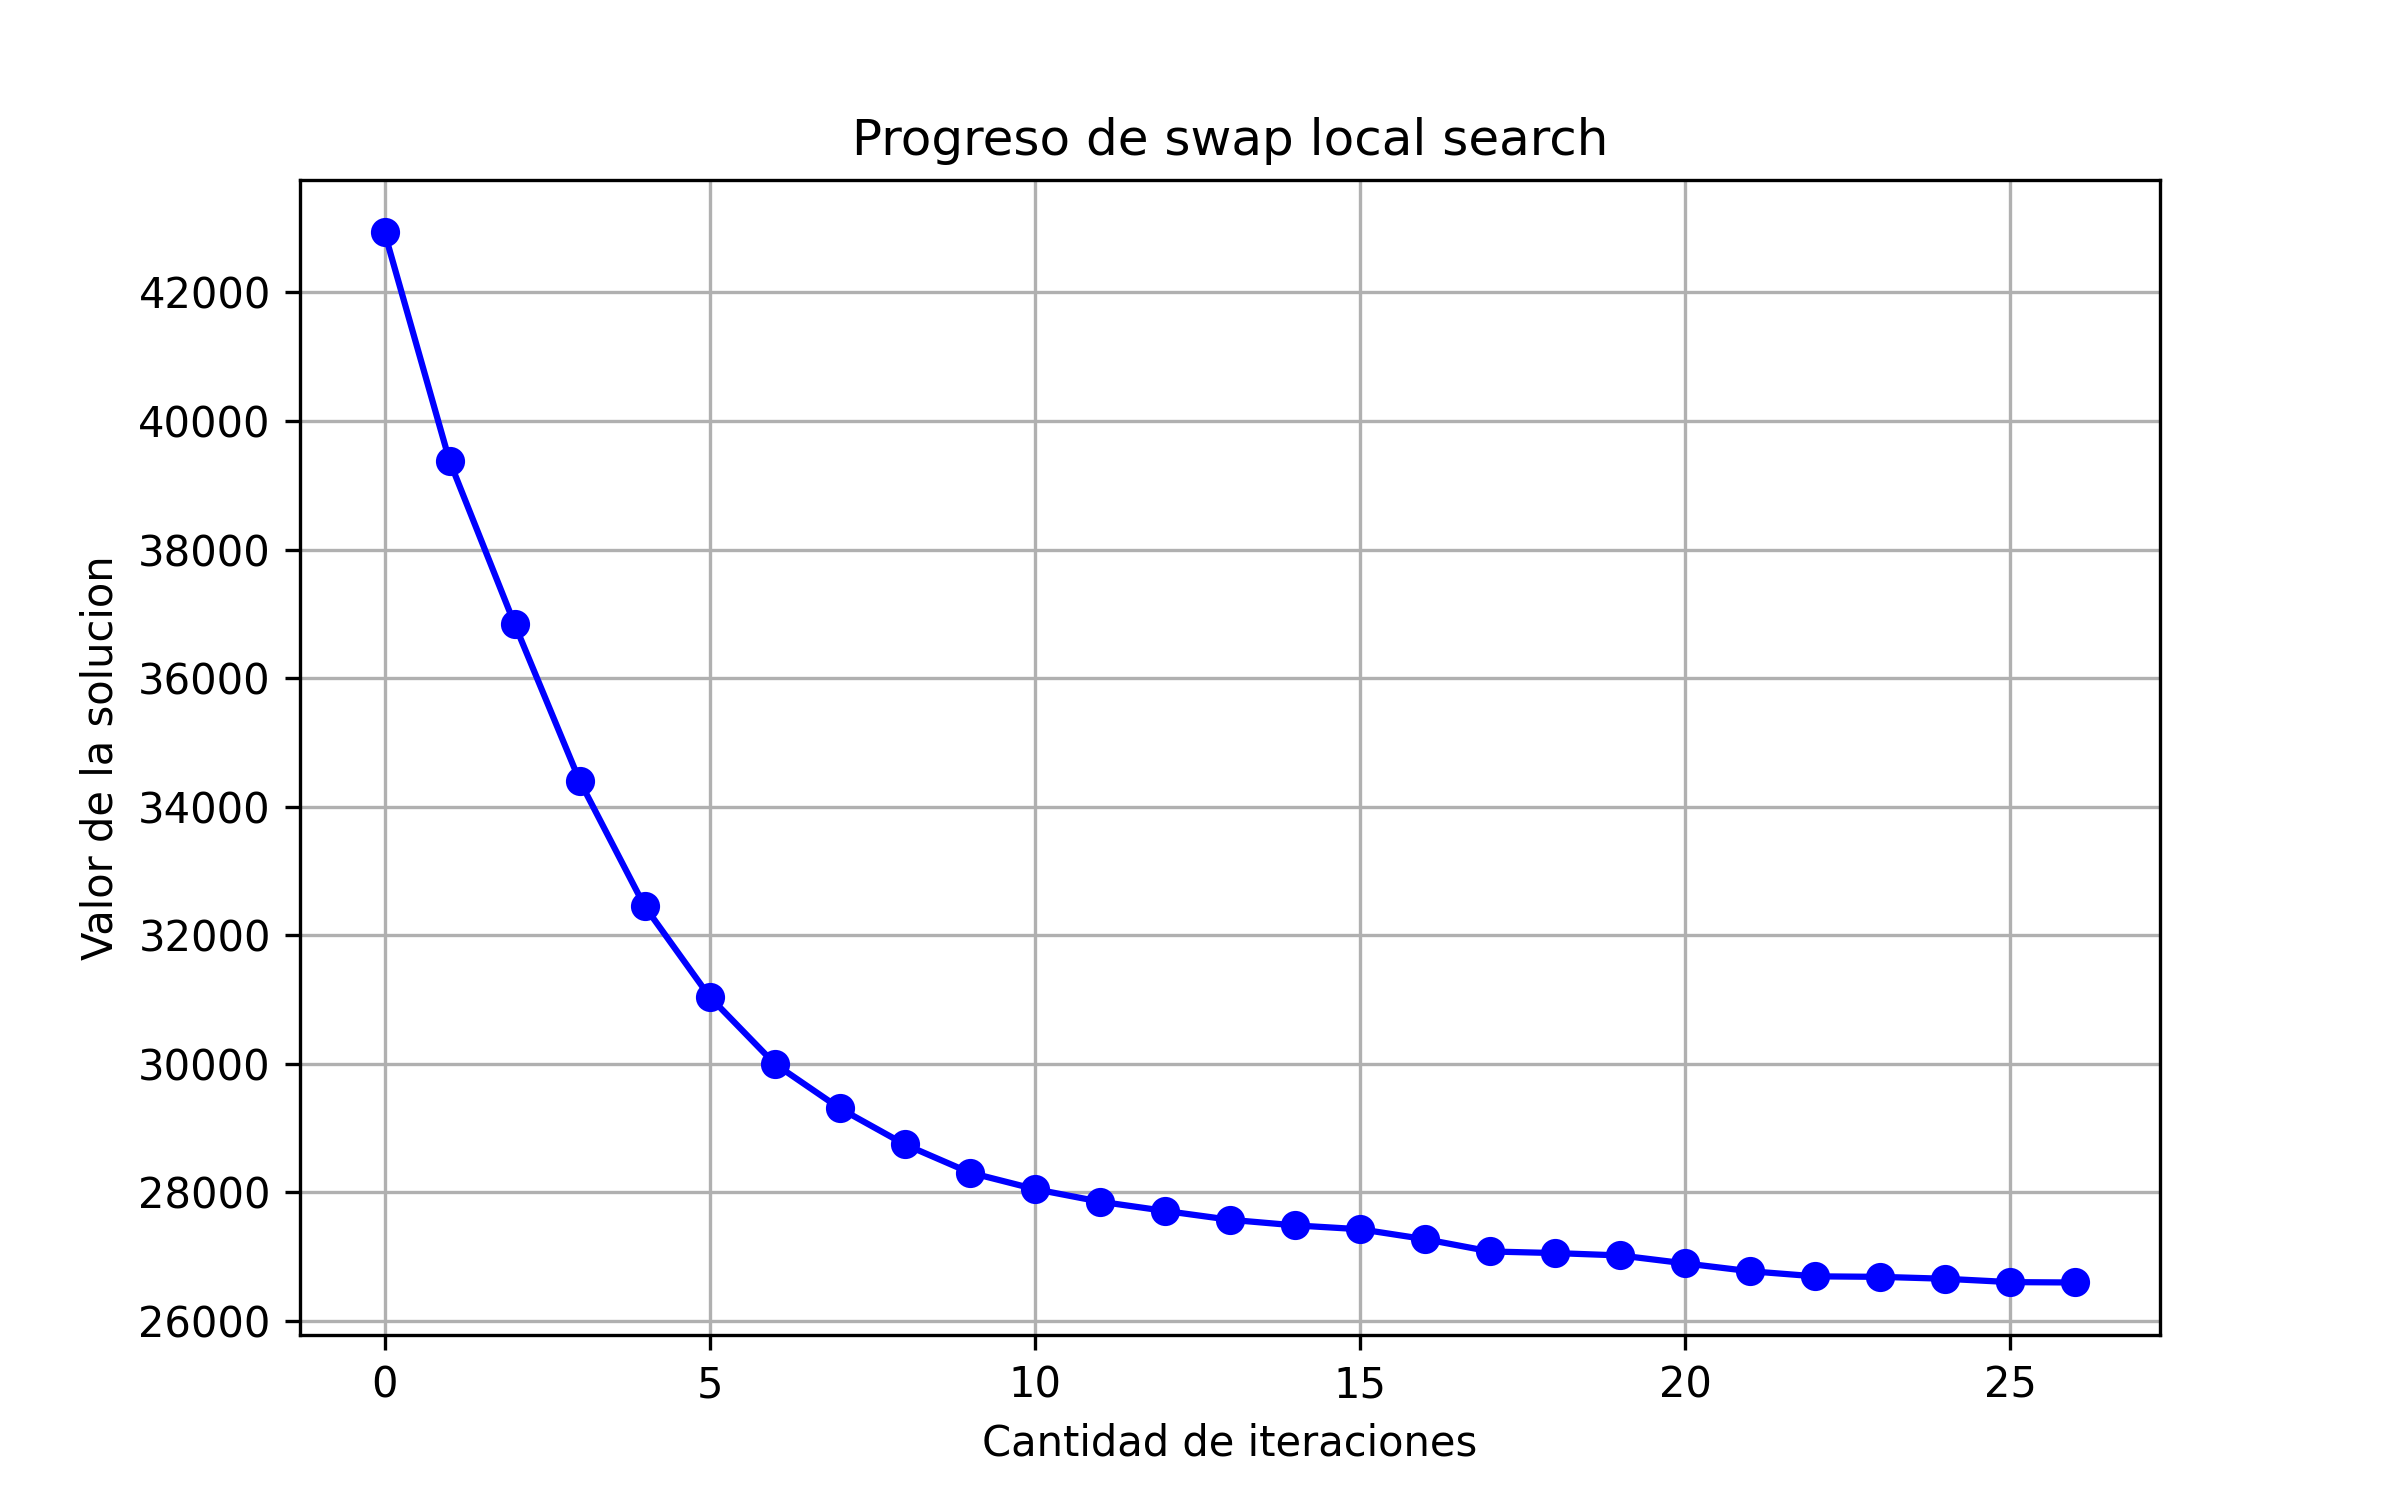 Progreso de swap local search
Valor de la solucion
42000
40000
38000
36000
34000
32000
30000
28000
26000
0 5 10 15 20 25
Cantidad de iteraciones